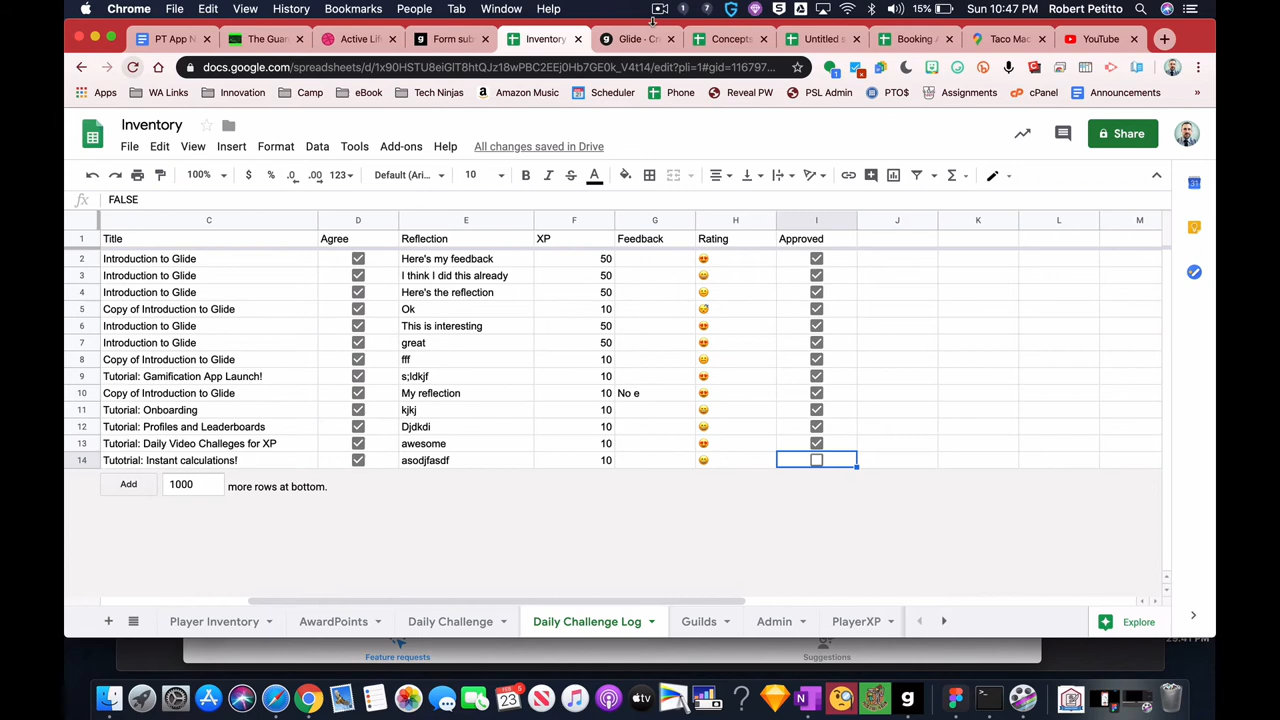 Chrome File Edit View History Bookmarks People Tab Window Help 15% Sun 10:47 PM Robert Petitto
PT App N The Gua Active Life Form sub Inventory Glide · Cr Concepts Untitled s Booking Taco Mac YouTube
docs.google.com/spreadsheets/d/1x90HSTU8eiGlT8htQJz18wPBC2EEj0Hb7GE0k_V4t14/edit?pli=1#gid=116797...
Apps WA Links Innovation Camp eBook Tech Ninjas Amazon Music Scheduler Phone Reveal PW PSL Admin PTO$ Assignments cPanel Announcements »
Inventory
File Edit View Insert Format Data Tools Add-ons Help All changes saved in Drive
Share
100% $ % .0 .00 123 Default (Ari... 10 B I S A
fx FALSE
C D E F G H I J K L M
1 Title Agree Reflection XP Feedback Rating Approved
2 Introduction to Glide Here's my feedback 50
3 Introduction to Glide I think I did this already 50
4 Introduction to Glide Here's the reflection 50
5 Copy of Introduction to Glide Ok 10
6 Introduction to Glide This is interesting 50
7 Introduction to Glide great 50
8 Copy of Introduction to Glide fff 10
9 Tutorial: Gamification App Launch! s;ldkjf 10
10 Copy of Introduction to Glide My reflection 10 No e
11 Tutorial: Onboarding kjkj 10
12 Tutorial: Profiles and Leaderboards Djdkdi 10
13 Tutorial: Daily Video Challeges for XP awesome 10
14 Tutotrial: Instant calculations! asodjfasdf 10
Add 1000 more rows at bottom.
Player Inventory AwardPoints Daily Challenge Daily Challenge Log Guilds Admin PlayerXP Explore
Feature requests Suggestions